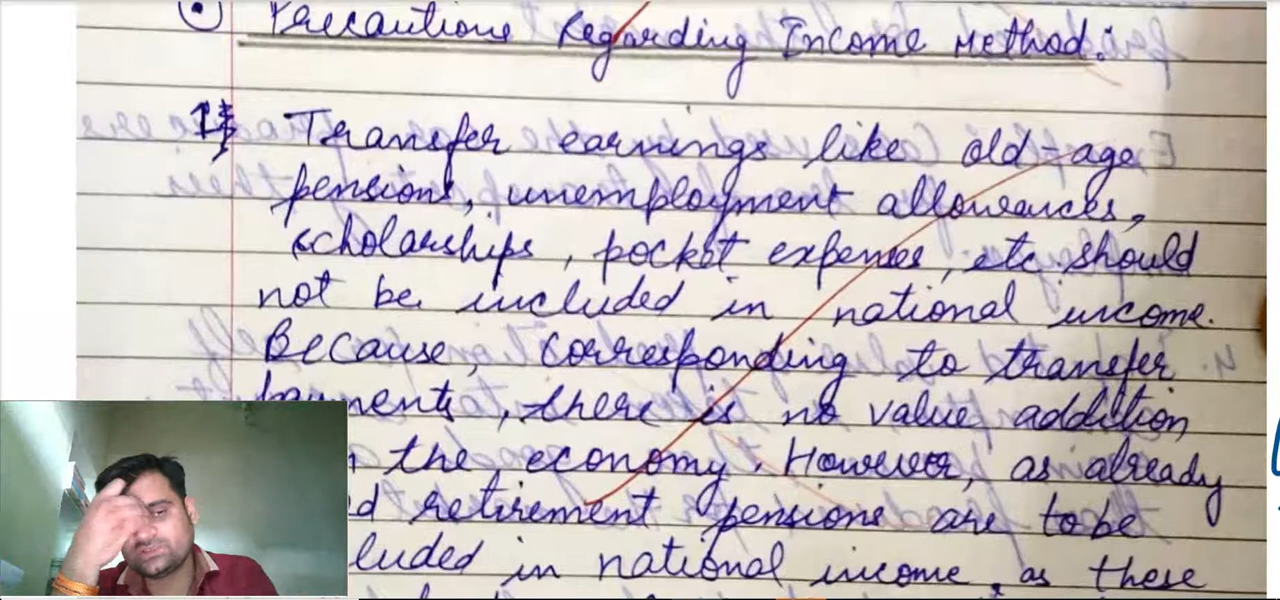 Precautions Regarding Income Method:
1. Transfer earnings like old-age
pensions, unemployment allowances,
scholarships, pocket expenses, etc. should
not be included in national income.
Because, corresponding to transfer
payments, there is no value addition
the economy. However, as already
retirement pensions are to be
luded in national income, as these